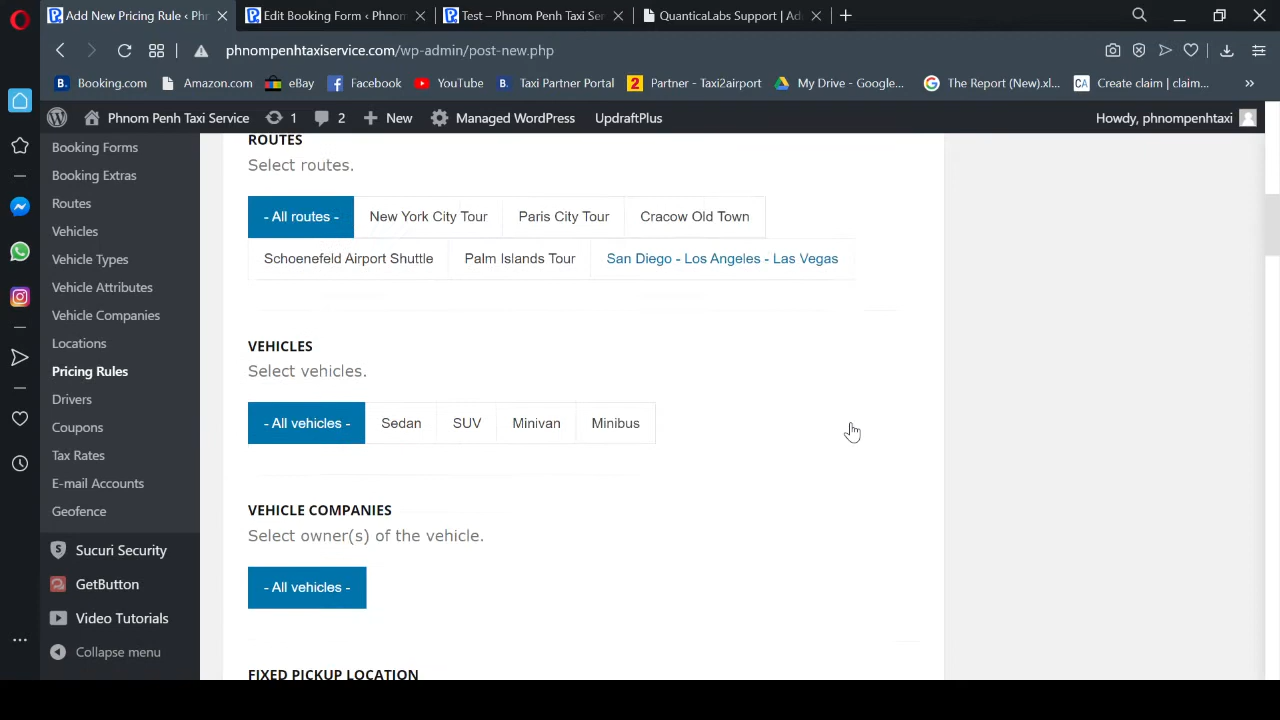 Add New Pricing Rule ‹ Phr
Edit Booking Form ‹ Phnom
Test – Phnom Penh Taxi Ser
QuanticaLabs Support | Ad
phnompenhtaxiservice.com/wp-admin/post-new.php
B. Booking.com
Amazon.com
eBay
Facebook
YouTube
B. Taxi Partner Portal
2 Partner - Taxi2airport
My Drive - Google...
The Report (New).xl...
CA Create claim | claim...
Phnom Penh Taxi Service
1
2
New
Managed WordPress
UpdraftPlus
Howdy, phnompenhtaxi
Booking Forms
Booking Extras
Routes
Vehicles
Vehicle Types
Vehicle Attributes
Vehicle Companies
Locations
Pricing Rules
Drivers
Coupons
Tax Rates
E-mail Accounts
Geofence
Sucuri Security
GetButton
Video Tutorials
Collapse menu
ROUTES
Select routes.
- All routes -
New York City Tour
Paris City Tour
Cracow Old Town
Schoenefeld Airport Shuttle
Palm Islands Tour
San Diego - Los Angeles - Las Vegas
VEHICLES
Select vehicles.
- All vehicles -
Sedan
SUV
Minivan
Minibus
VEHICLE COMPANIES
Select owner(s) of the vehicle.
- All vehicles -
FIXED PICKUP LOCATION